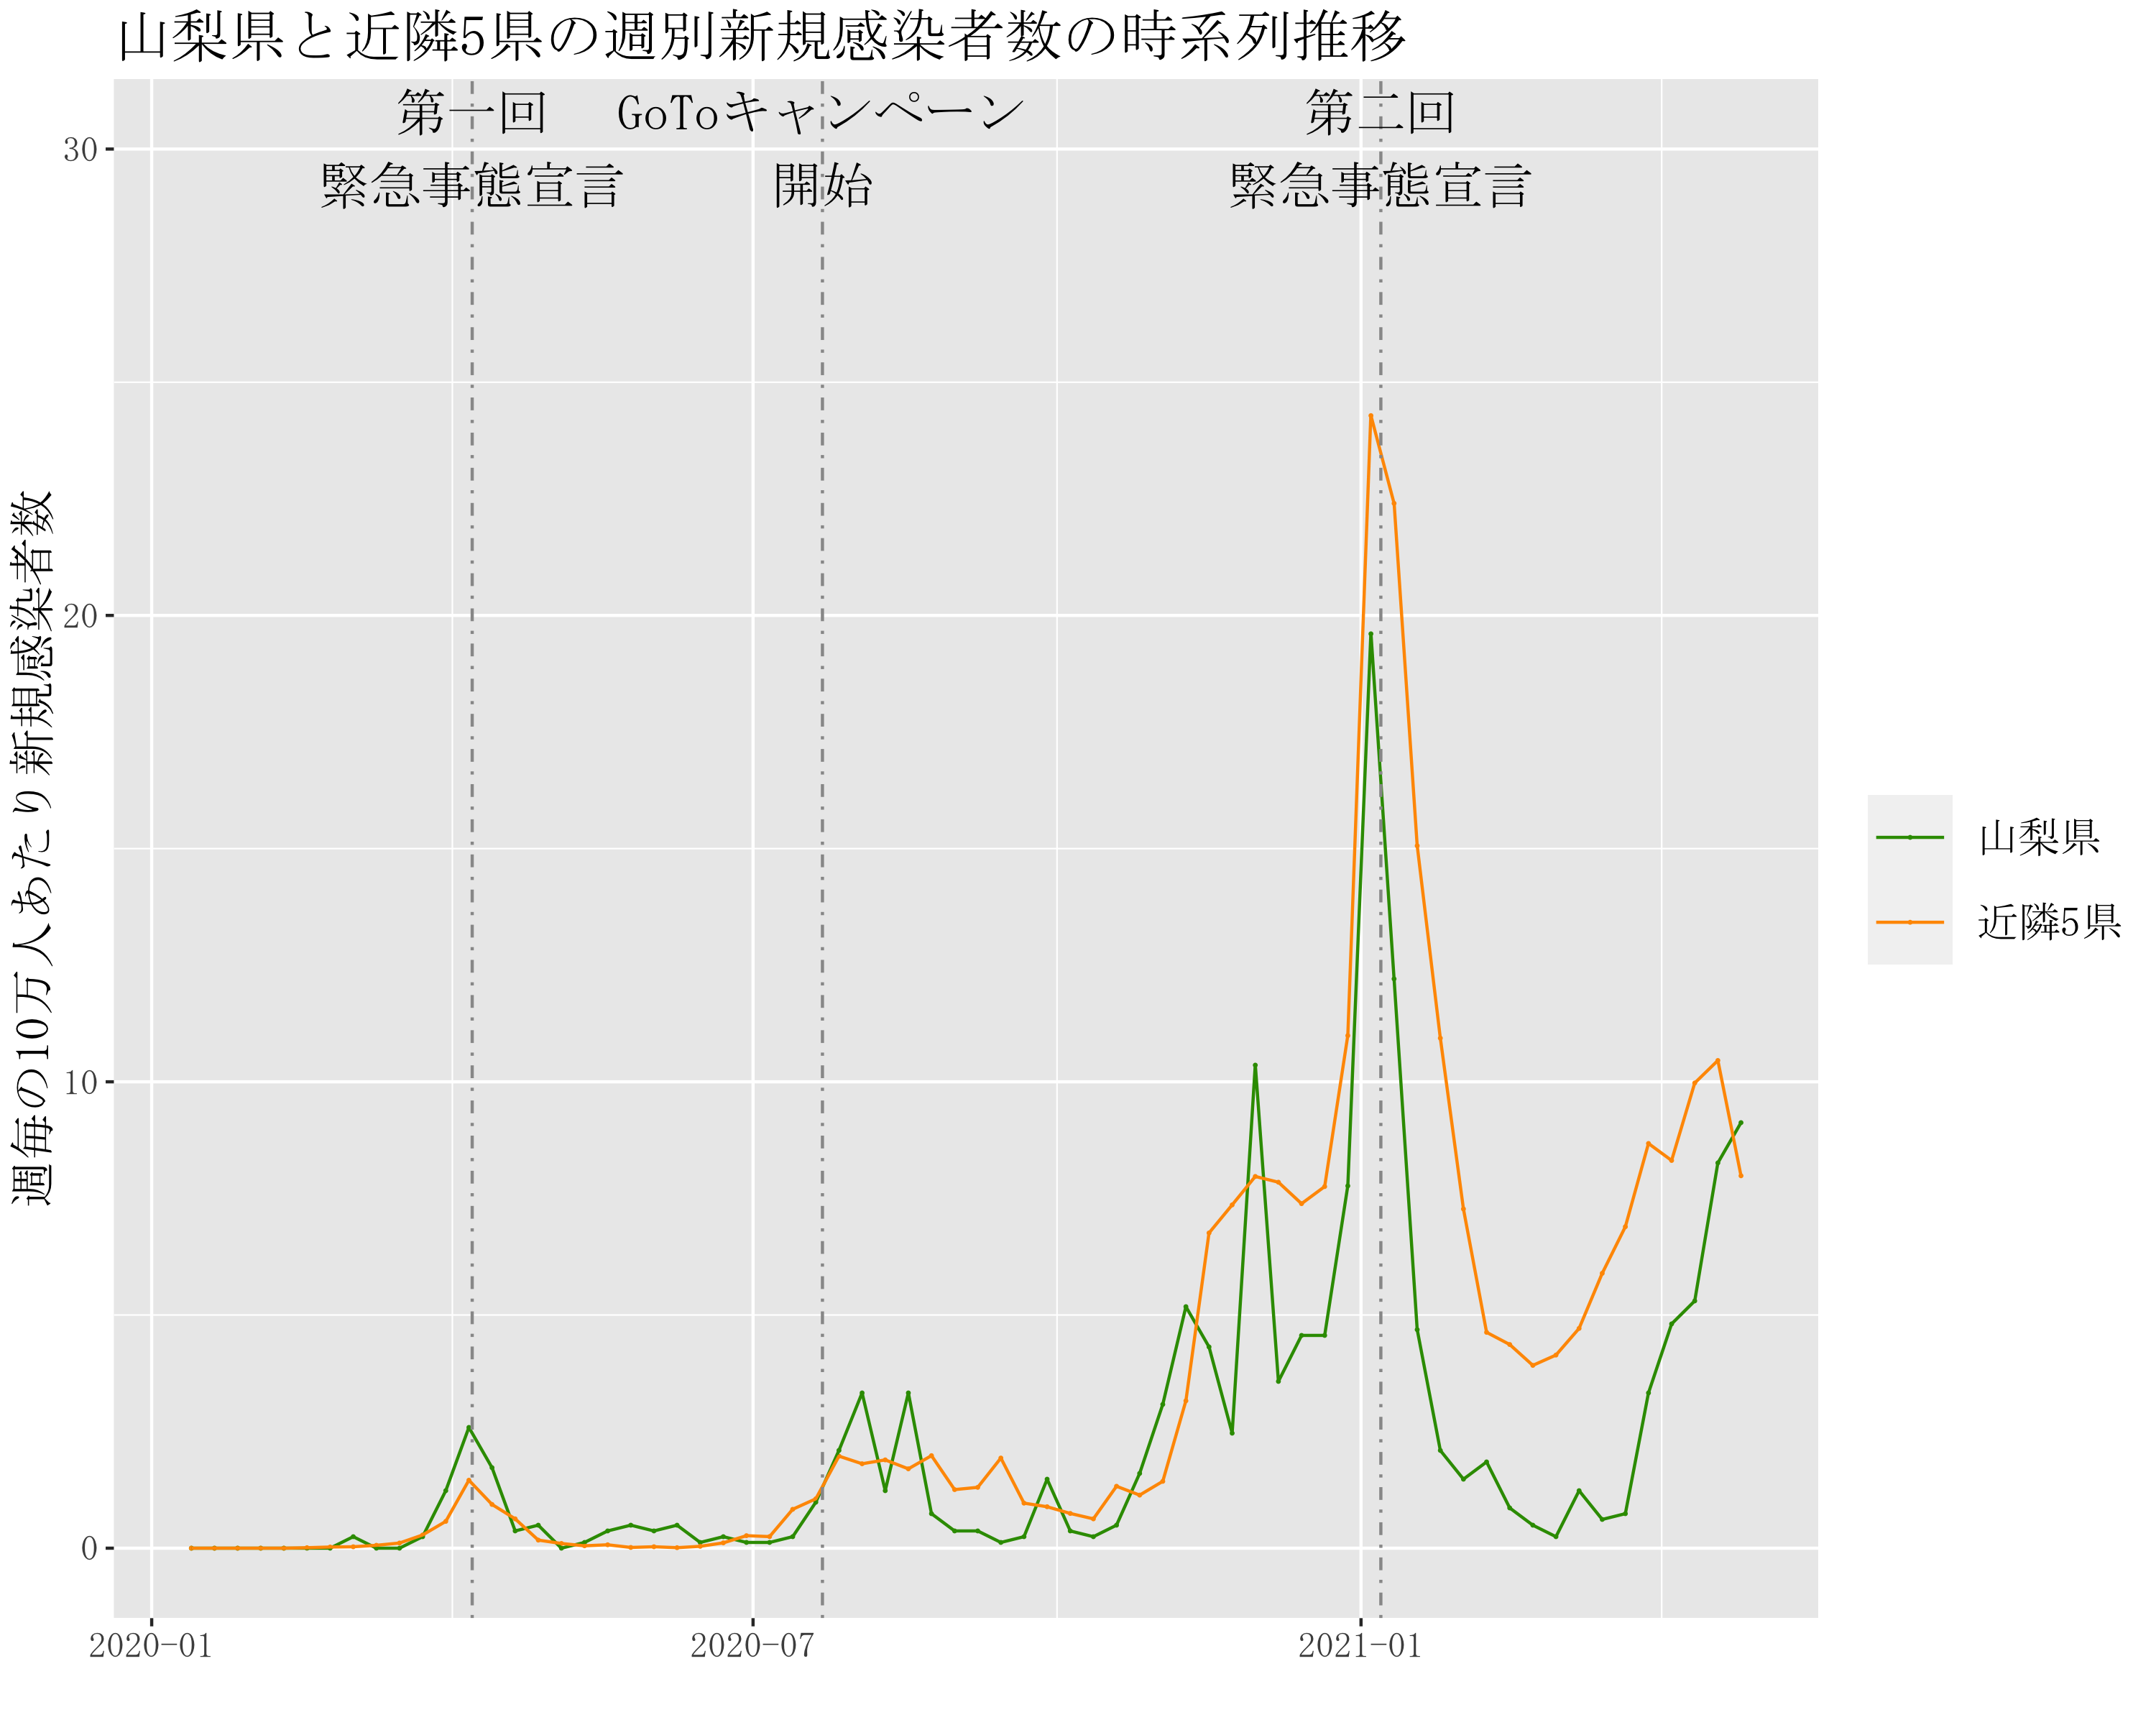 山梨県と近隣5県の週別新規感染者数の時系列推移
第一回
緊急事態宣言
GoToキャンペーン
開始
第二回
緊急事態宣言
週毎の10万人あたり新規感染者数
30
20
10
0
2020-01
2020-07
2021-01
山梨県
近隣5県